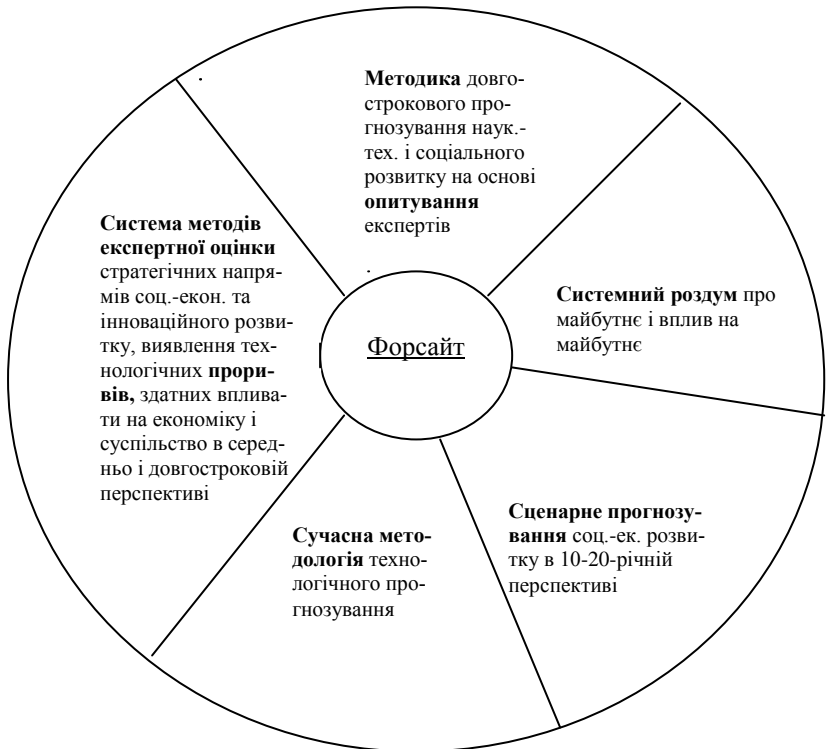 Методика довго-
строкового про-
гнозування наук.-
тех. і соціального
розвитку на основі
опитування
експертів
Система методів
експертної оцінки
стратегічних напря-
мів соц.-екон. та
інноваційного розви-
тку, виявлення тех-
нологічних прори-
вів, здатних вплива-
ти на економіку і
суспільство в серед-
ньо і довгостроковій
перспективі
Системний роздум про
майбутнє і вплив на
майбутнє
Форсайт
Сучасна мето-
дологія техно-
логічного про-
гнозування
Сценарне прогнозу-
вання соц.-ек. розви-
тку в 10-20-річній
перспективі